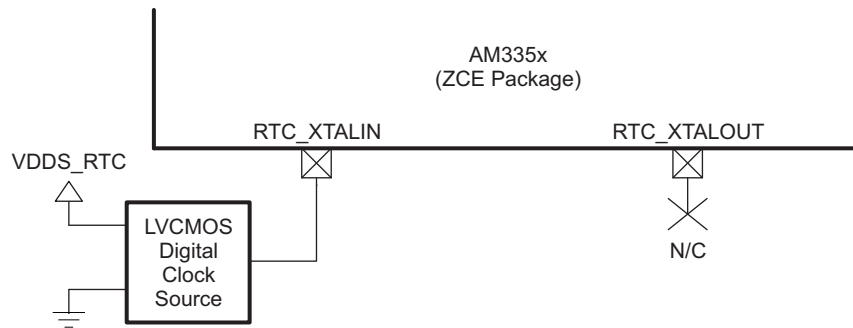 AM335x
(ZCE Package)
RTC_XTALIN
RTC_XTALOUT
VDDS_RTC
LVCMOS
Digital
Clock
Source
N/C